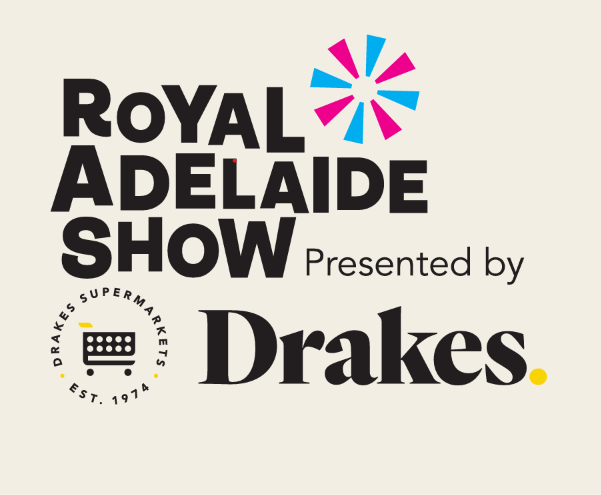 ROYAL
ADELAIDE
SHOW
Presented by
DRAKES SUPERMARKETS
EST. 1974
Drakes.